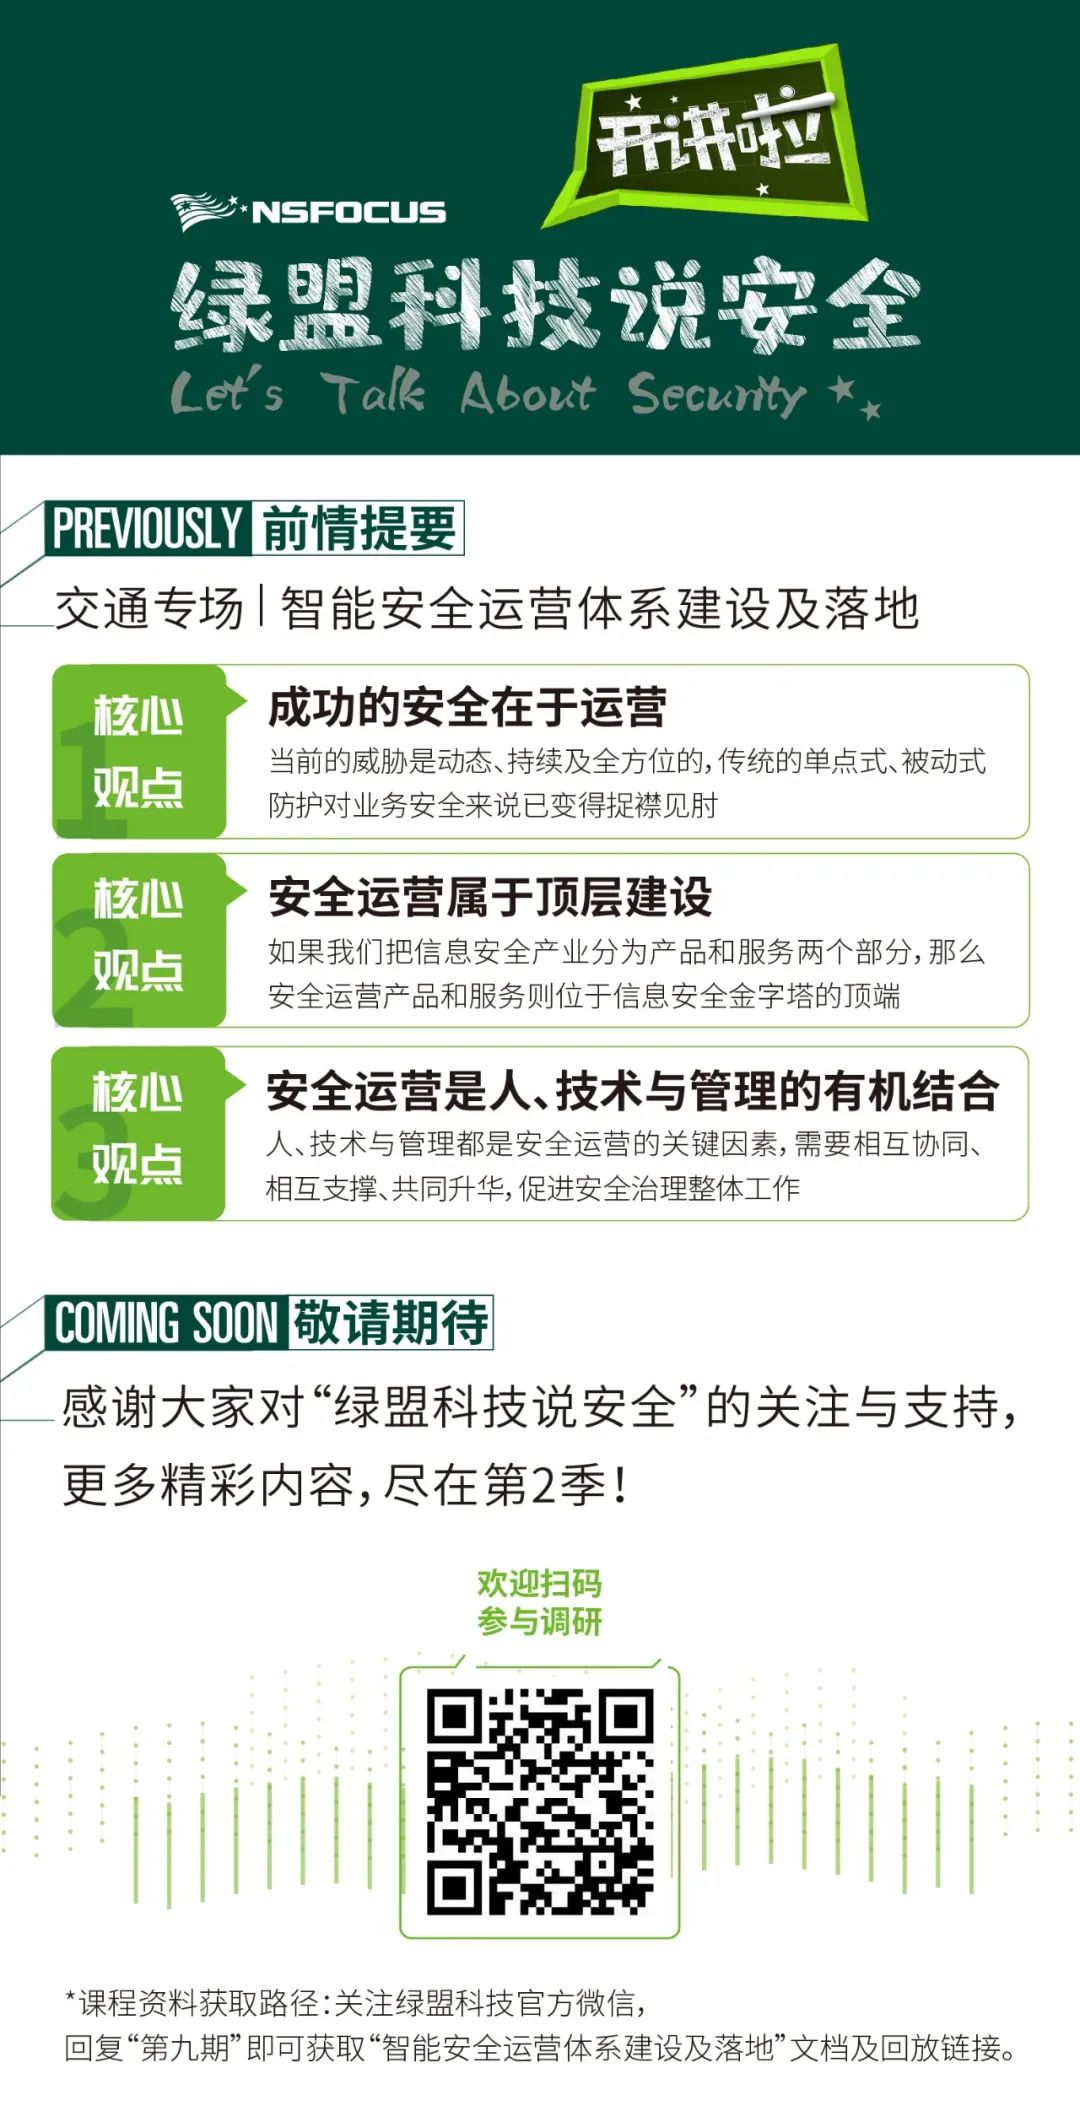 开讲啦
NSFOCUS
绿盟科技说安全
Let's Talk About Security
PREVIOUSLY 前情提要
交通专场|智能安全运营体系建设及落地
1
核心
观点
成功的安全在于运营
当前的威胁是动态、持续及全方位的,传统的单点式、被动式
防护对业务安全来说已变得捉襟见肘
2
核心
观点
安全运营属于顶层建设
如果我们把信息安全产业分为产品和服务两个部分,那么
安全运营产品和服务则位于信息安全金字塔的顶端
3
核心
观点
安全运营是人、技术与管理的有机结合
人、技术与管理都是安全运营的关键因素,需要相互协同、
相互支撑、共同升华,促进安全治理整体工作
COMING SOON 敬请期待
感谢大家对“绿盟科技说安全”的关注与支持,
更多精彩内容,尽在第2季!
欢迎扫码
参与调研
*课程资料获取路径:关注绿盟科技官方微信,
回复“第九期”即可获取“智能安全运营体系建设及落地”文档及回放链接。